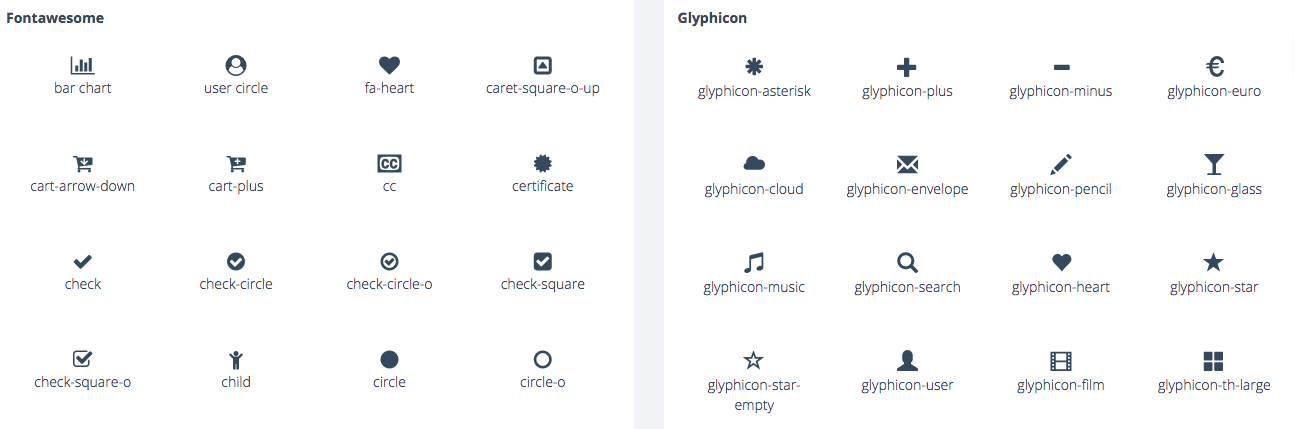 Fontawesome
bar chart
user circle
fa-heart
caret-square-o-up
cart-arrow-down
cart-plus
cc
certificate
check
check-circle
check-circle-o
check-square
check-square-o
child
circle
circle-o
Glyphicon
glyphicon-asterisk
glyphicon-plus
glyphicon-minus
glyphicon-euro
glyphicon-cloud
glyphicon-envelope
glyphicon-pencil
glyphicon-glass
glyphicon-music
glyphicon-search
glyphicon-heart
glyphicon-star
glyphicon-star-
empty
glyphicon-user
glyphicon-film
glyphicon-th-large